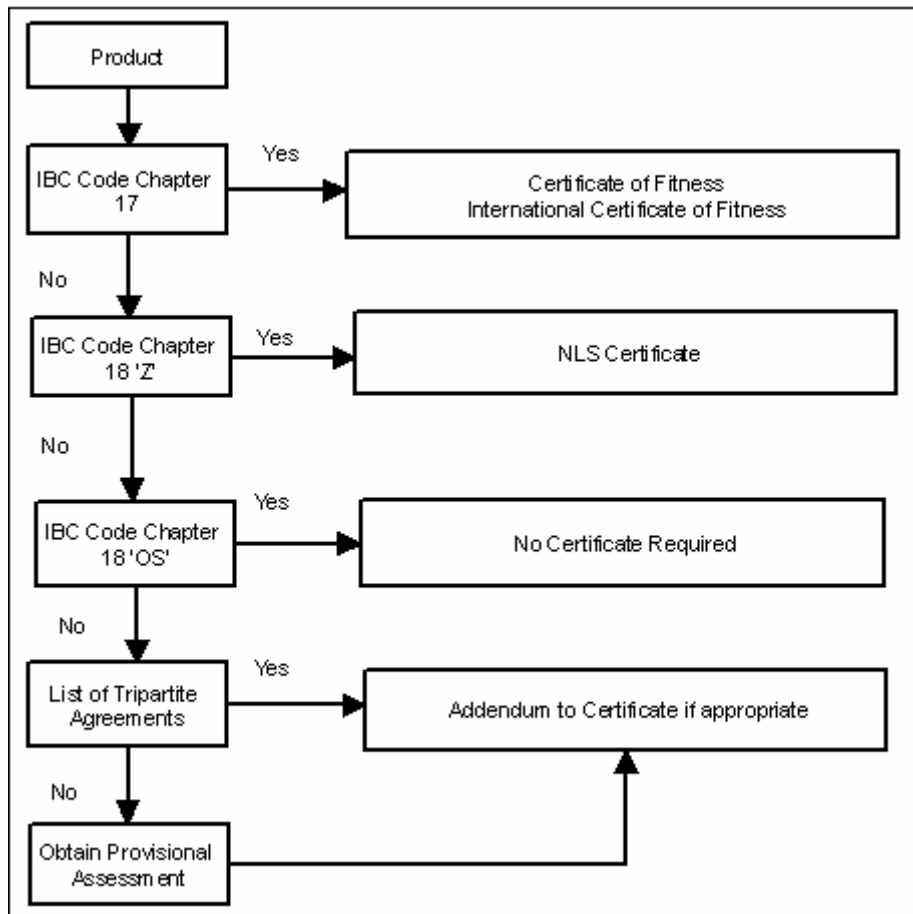 Product
IBC Code Chapter
17
Yes
Certificate of Fitness
International Certificate of Fitness
No
IBC Code Chapter
18 'Z'
Yes
NLS Certificate
No
IBC Code Chapter
18 'OS'
Yes
No Certificate Required
No
List of Tripartite
Agreements
Yes
Addendum to Certificate if appropriate
No
Obtain Provisional
Assessment